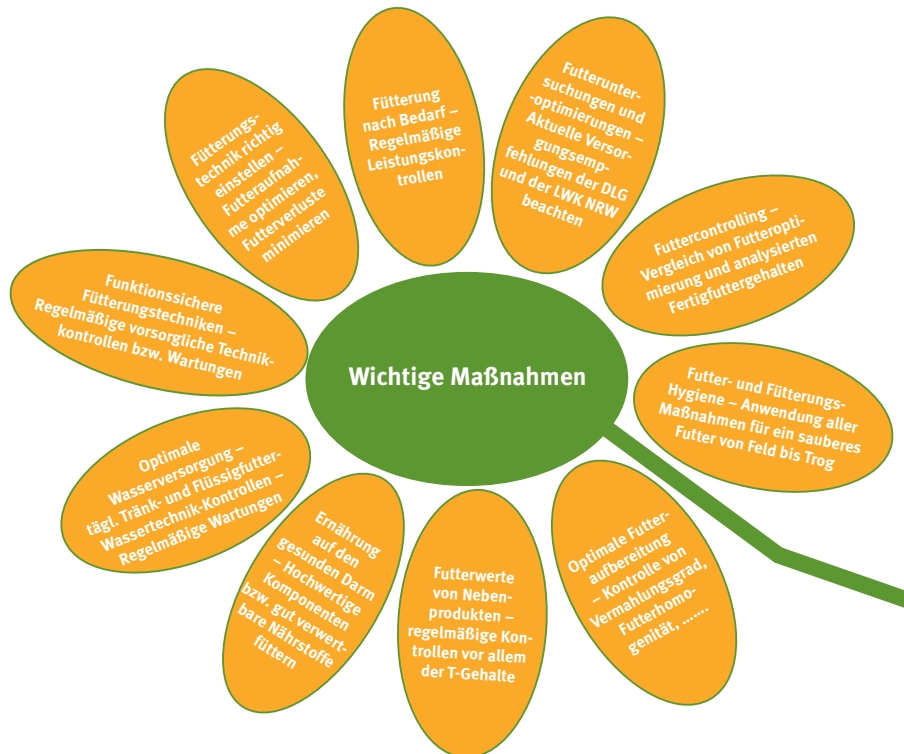 Wichtige Maßnahmen
Fütterung
nach Bedarf –
Regelmäßige
Leistungskon-
trollen
Futterunter-
suchungen und
-optimierungen –
Aktuelle Versor-
gungsemp-
fehlungen der DLG
und der LWK NRW
beachten
Futtercontrolling –
Vergleich von Futteropti-
mierung und analysierten
Fertigfuttergehalten
Futter- und Fütterungs-
Hygiene – Anwendung aller
Maßnahmen für ein sauberes
Futter von Feld bis Trog
Optimale Futter-
aufbereitung
– Kontrolle von
Vermahlungsgrad,
Futterhomo-
genität, .......
Futterwerte
von Neben-
produkten –
regelmäßige Kon-
trollen vor allem
der T-Gehalte
Ernährung
auf den
gesunden Darm
– Hochwertige
Komponenten
bzw. gut verwert-
bare Nährstoffe
füttern
Optimale
Wasserversorgung –
tägl. Tränk- und Flüssigfutter-
Wassertechnik-Kontrollen –
Regelmäßige Wartungen
Funktionssichere
Fütterungstechniken –
Regelmäßige vorsorgliche Technik-
kontrollen bzw. Wartungen
Fütterungs-
technik richtig
einstellen –
Futteraufnah-
me optimieren,
Futterverluste
minimieren